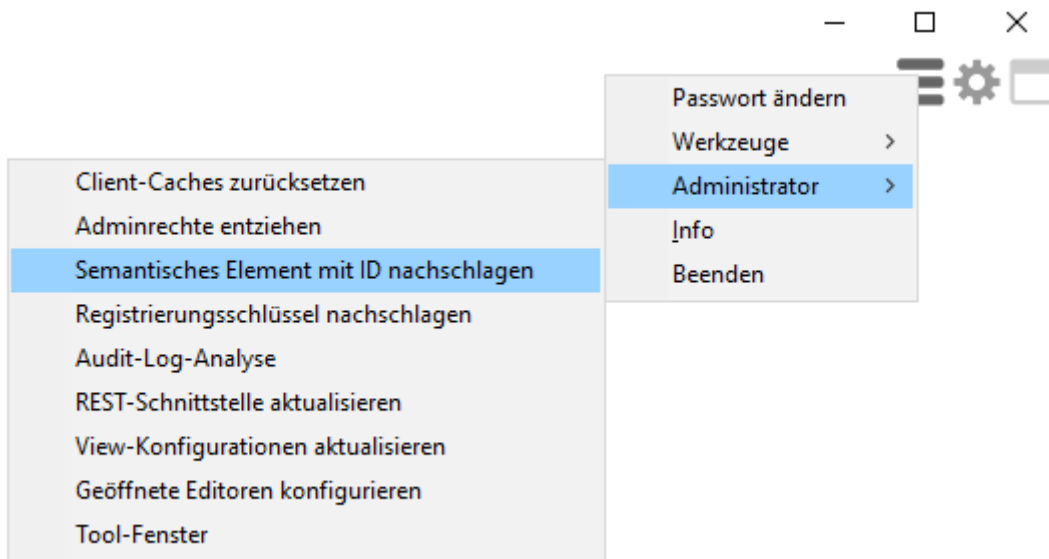 Passwort ändern
Werkzeuge
Administrator
Info
Beenden
Client-Caches zurücksetzen
Adminrechte entziehen
Semantisches Element mit ID nachschlagen
Registrierungsschlüssel nachschlagen
Audit-Log-Analyse
REST-Schnittstelle aktualisieren
View-Konfigurationen aktualisieren
Geöffnete Editoren konfigurieren
Tool-Fenster